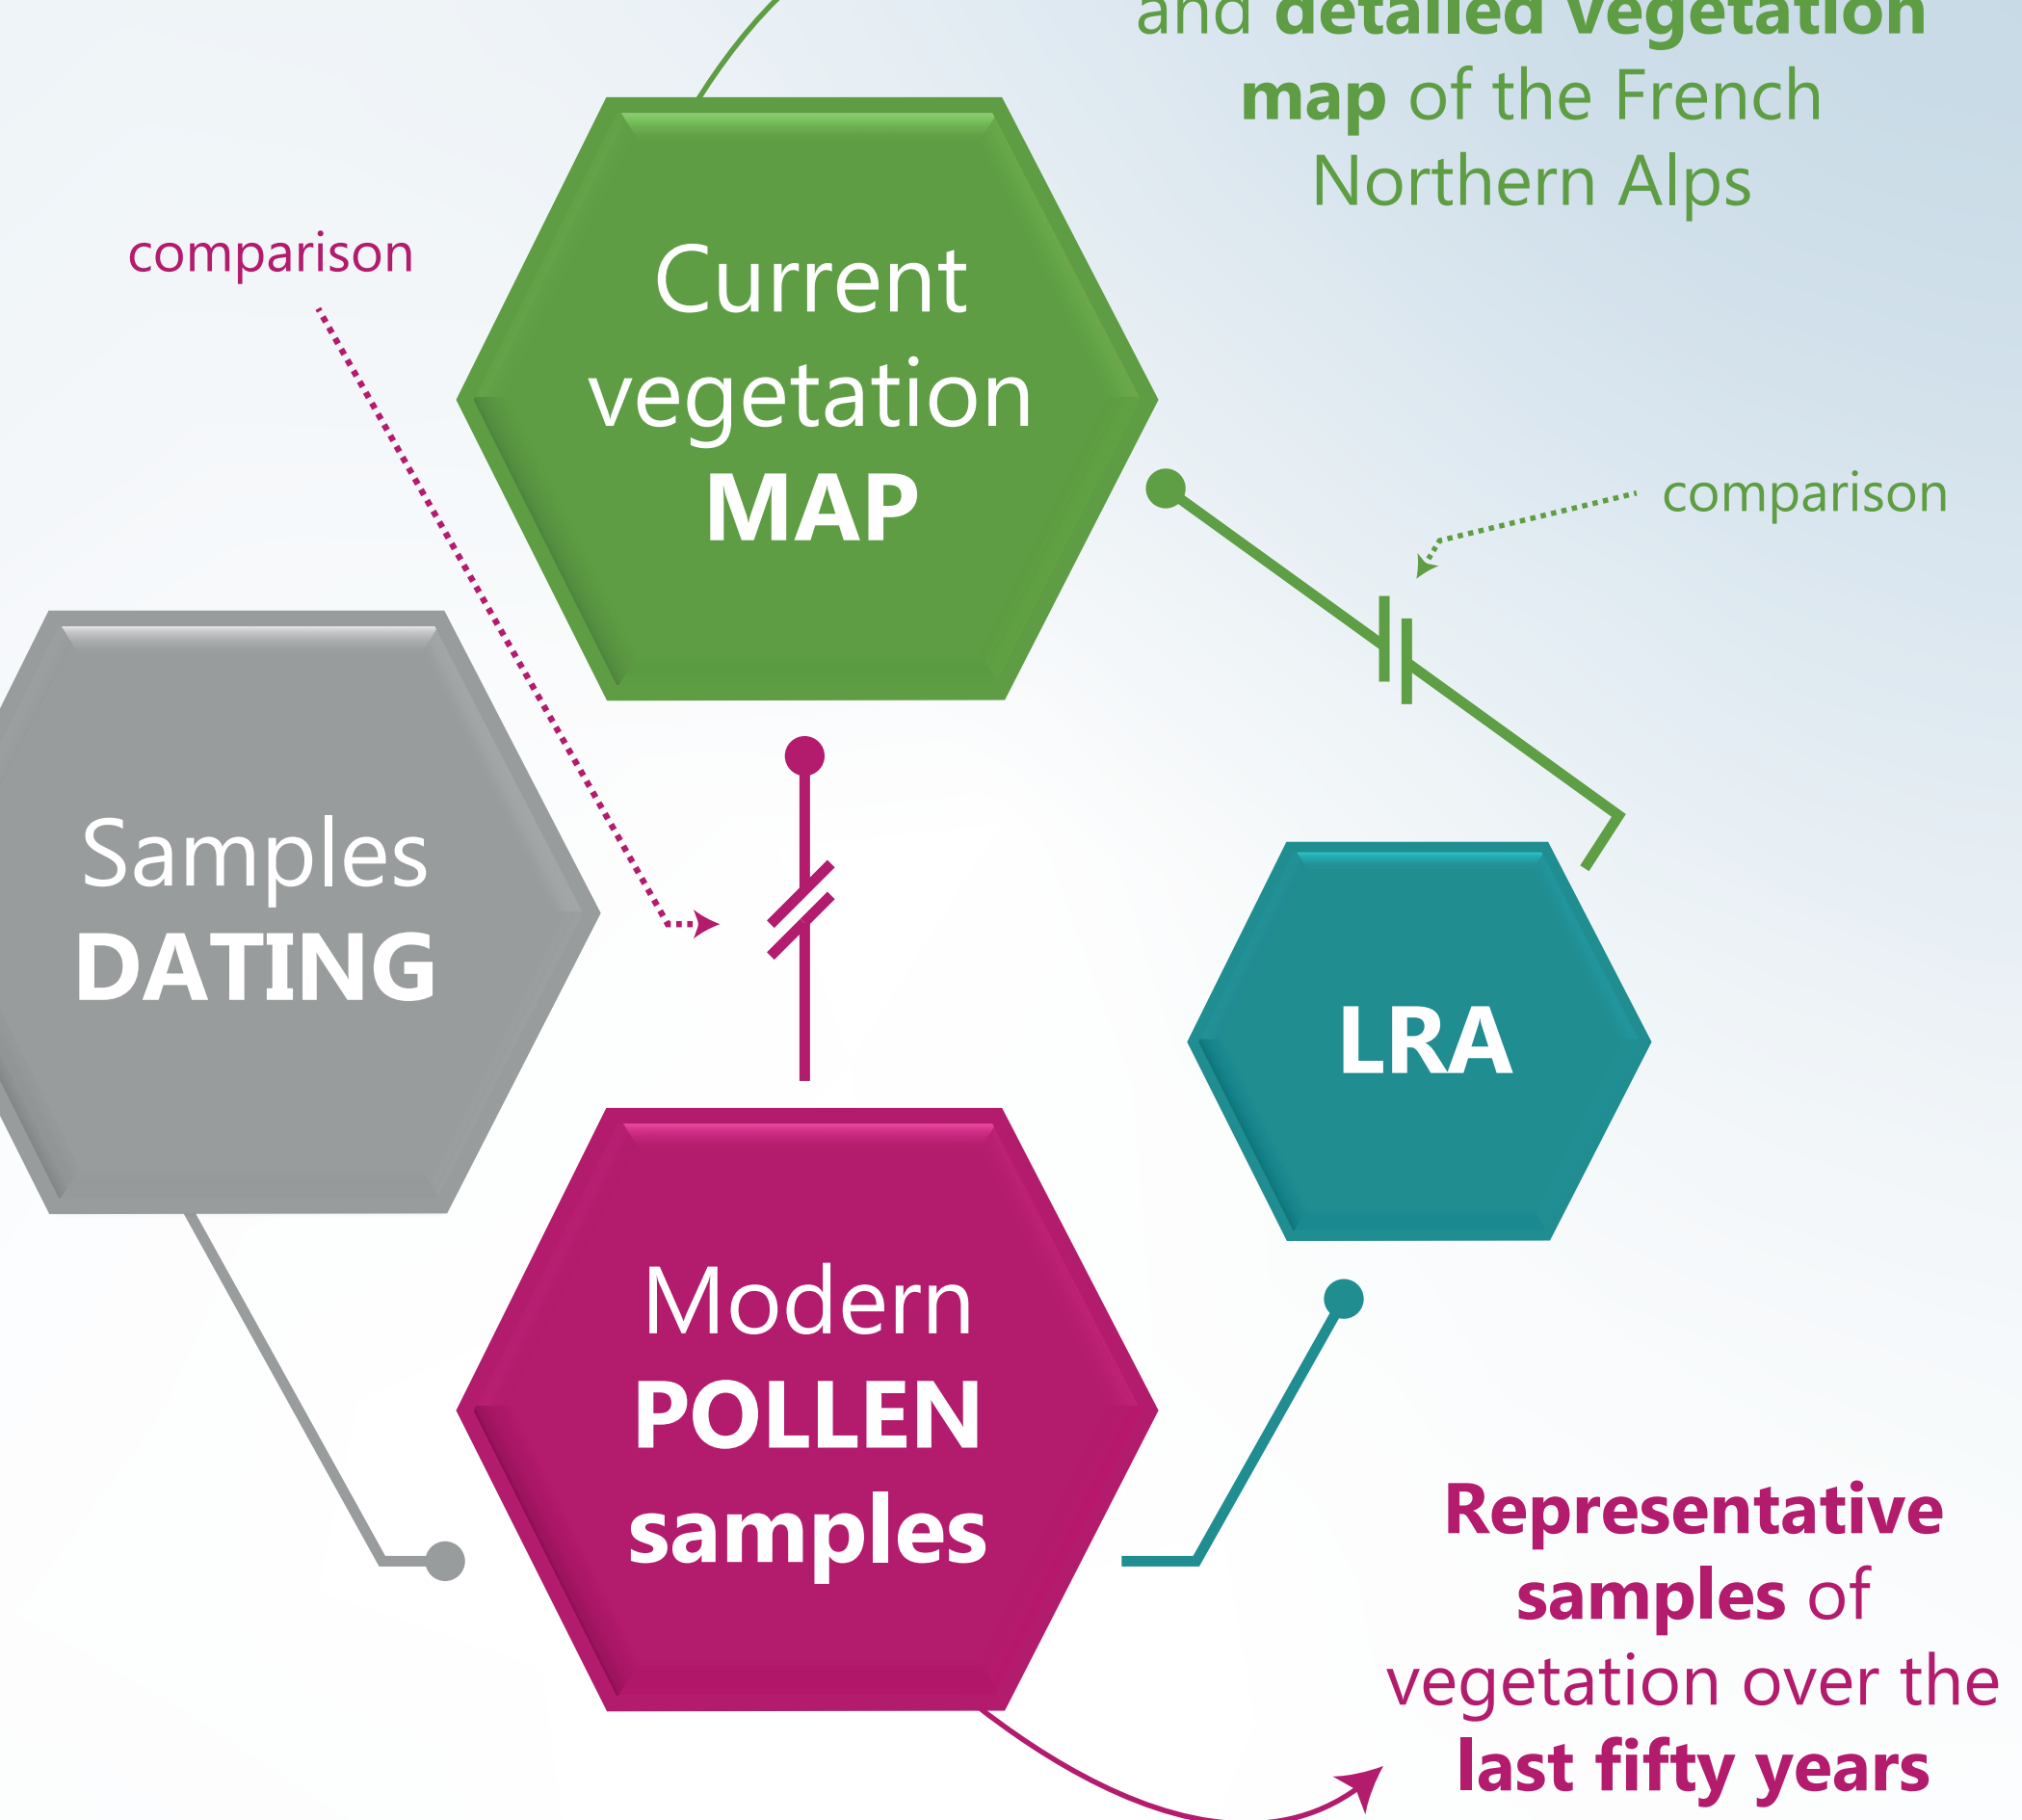 and detailed vegetation
map of the French
Northern Alps
comparison
Current
vegetation
MAP
comparison
Samples
DATING
LRA
Modern
POLLEN
samples
Representative
samples of
vegetation over the
last fifty years